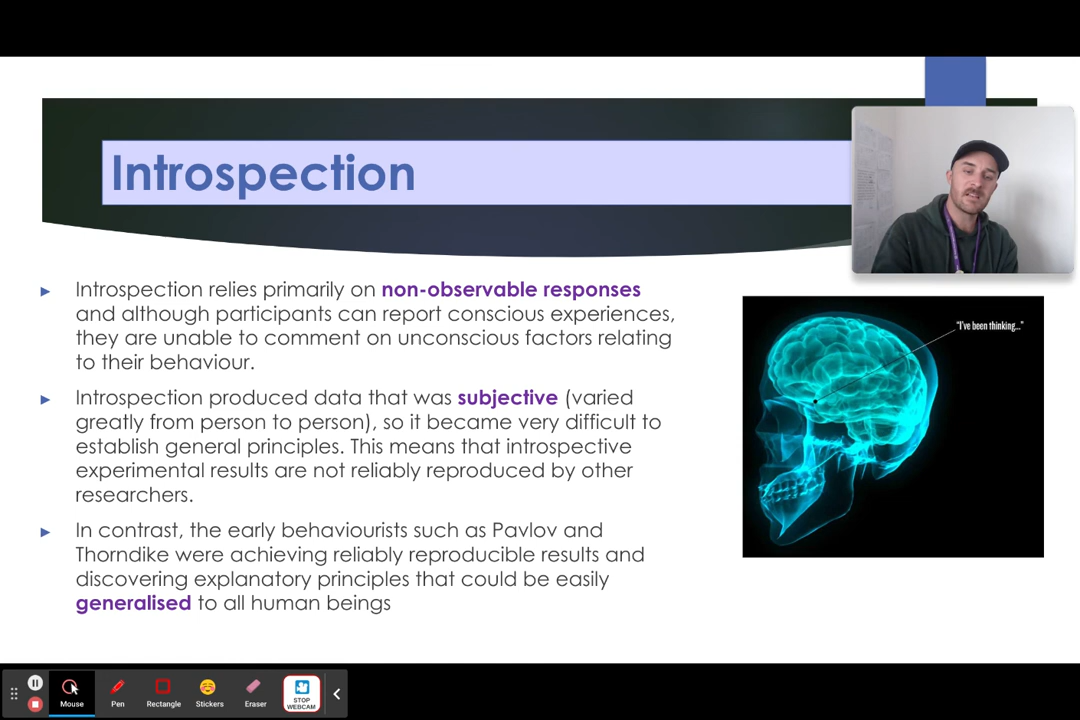 Introspection
Introspection relies primarily on non-observable responses
and although participants can report conscious experiences,
they are unable to comment on unconscious factors relating
to their behaviour.
Introspection produced data that was subjective (varied
greatly from person to person), so it became very difficult to
establish general principles. This means that introspective
experimental results are not reliably reproduced by other
researchers.
In contrast, the early behaviourists such as Pavlov and
Thorndike were achieving reliably reproducible results and
discovering explanatory principles that could be easily
generalised to all human beings
"I've been thinking..."
Mouse
Pen
Rectangle
Stickers
Eraser
STOP
WEBCAM